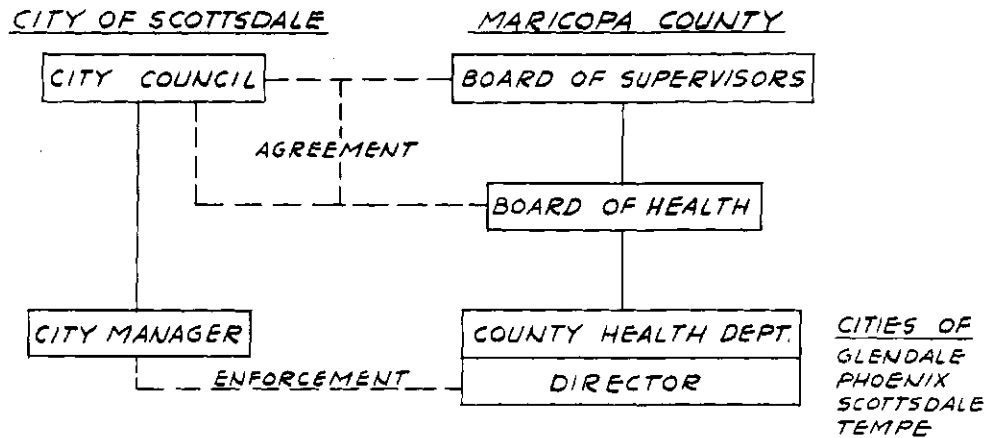 CITY OF SCOTTSDALE
MARICOPA COUNTY
CITY COUNCIL
BOARD OF SUPERVISORS
AGREEMENT
BOARD OF HEALTH
CITY MANAGER
COUNTY HEALTH DEPT.
ENFORCEMENT
DIRECTOR
CITIES OF
GLENDALE
PHOENIX
SCOTTSDALE
TEMPE